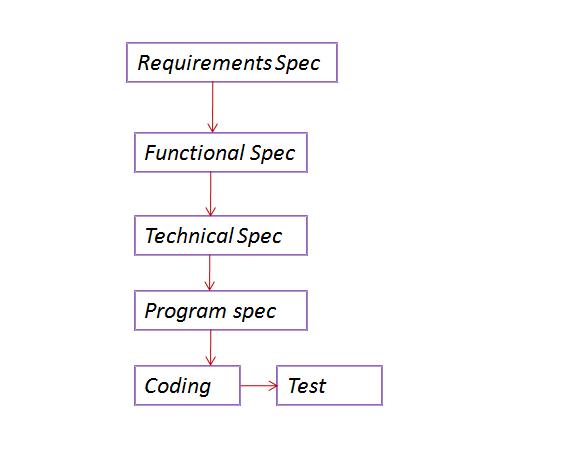 Requirements Spec
Functional Spec
Technical Spec
Program spec
Coding
Test